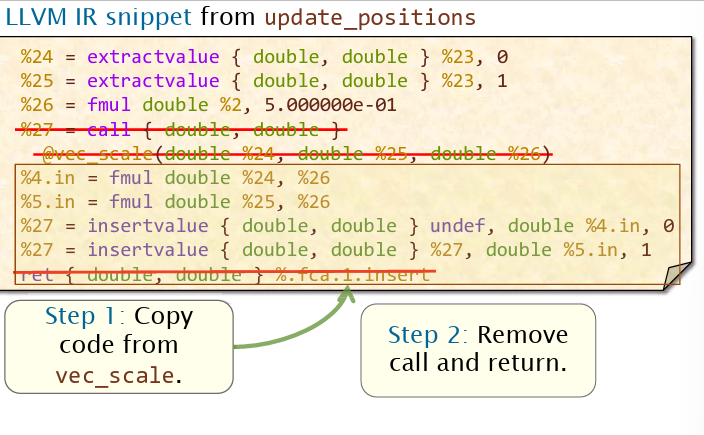 LLVM IR snippet from update_positions
%24 = extractvalue { double, double } %23, 0
%25 = extractvalue { double, double } %23, 1
%26 = fmul double %2, 5.000000e-01
%27 = call { double, double }
@vec_scale(double %24, double %25, double %26)
%4.in = fmul double %24, %26
%5.in = fmul double %25, %26
%27 = insertvalue { double, double } undef, double %4.in, 0
%27 = insertvalue { double, double } %27, double %5.in, 1
ret { double, double } %.fca.1.insert
Step 1: Copy
code from
vec_scale.
Step 2: Remove
call and return.